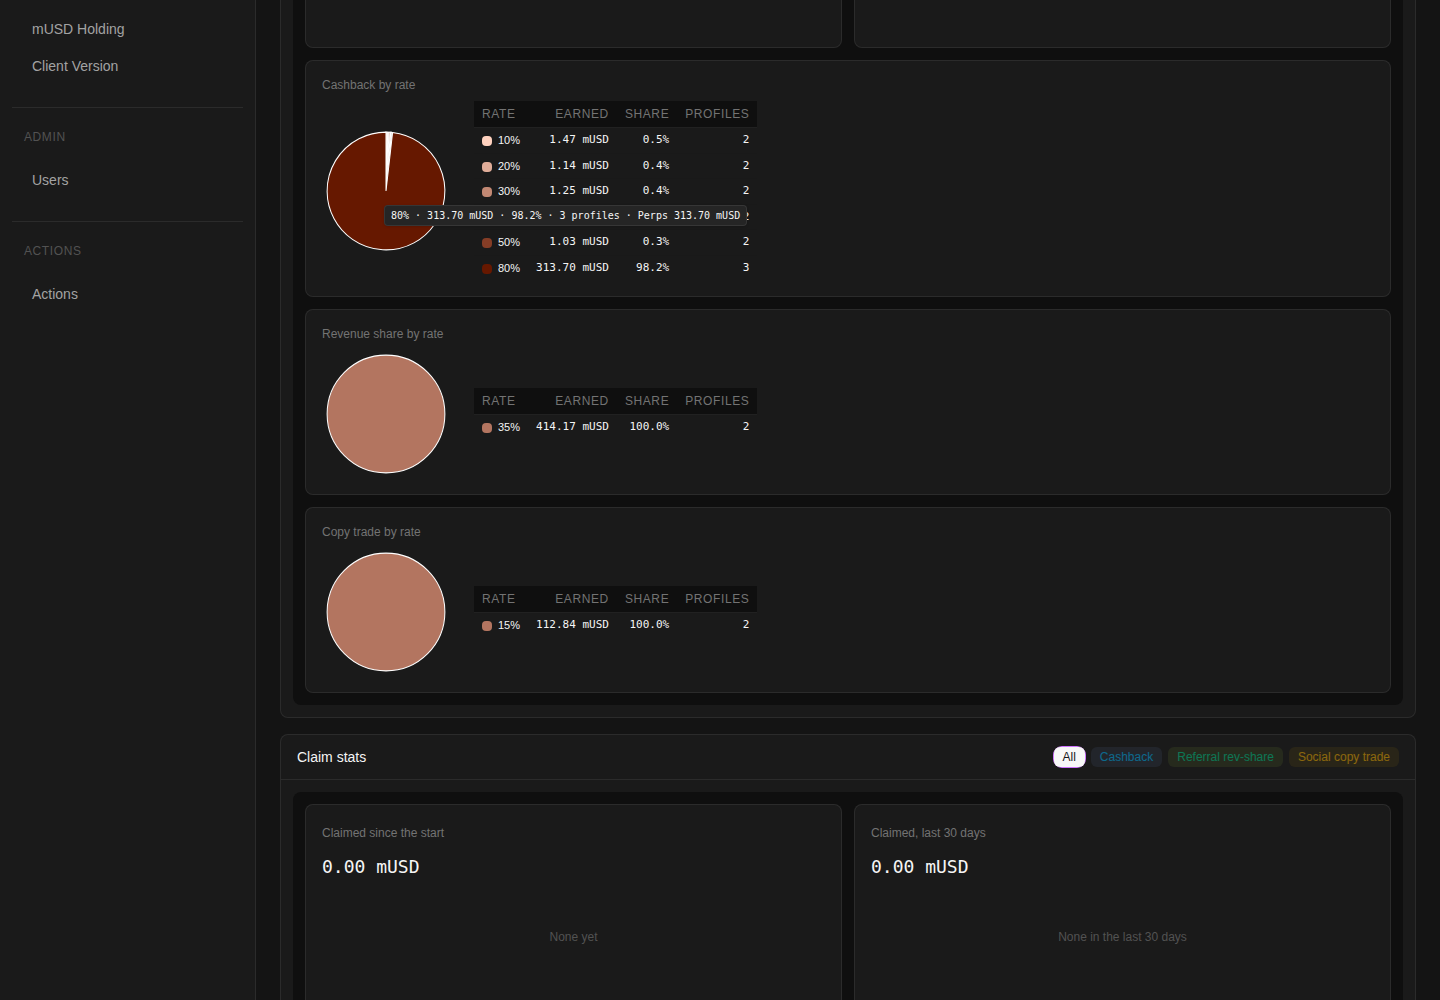 mUSD Holding
Client Version
ADMIN
Users
ACTIONS
Actions
Cashback by rate
RATE EARNED SHARE PROFILES
10% 1.47 mUSD 0.5% 2
20% 1.14 mUSD 0.4% 2
30% 1.25 mUSD 0.4% 2
80% · 313.70 mUSD · 98.2% · 3 profiles · Perps 313.70 mUSD
50% 1.03 mUSD 0.3% 2
80% 313.70 mUSD 98.2% 3
Revenue share by rate
RATE EARNED SHARE PROFILES
35% 414.17 mUSD 100.0% 2
Copy trade by rate
RATE EARNED SHARE PROFILES
15% 112.84 mUSD 100.0% 2
Claim stats
All Cashback Referral rev-share Social copy trade
Claimed since the start
0.00 mUSD
None yet
Claimed, last 30 days
0.00 mUSD
None in the last 30 days